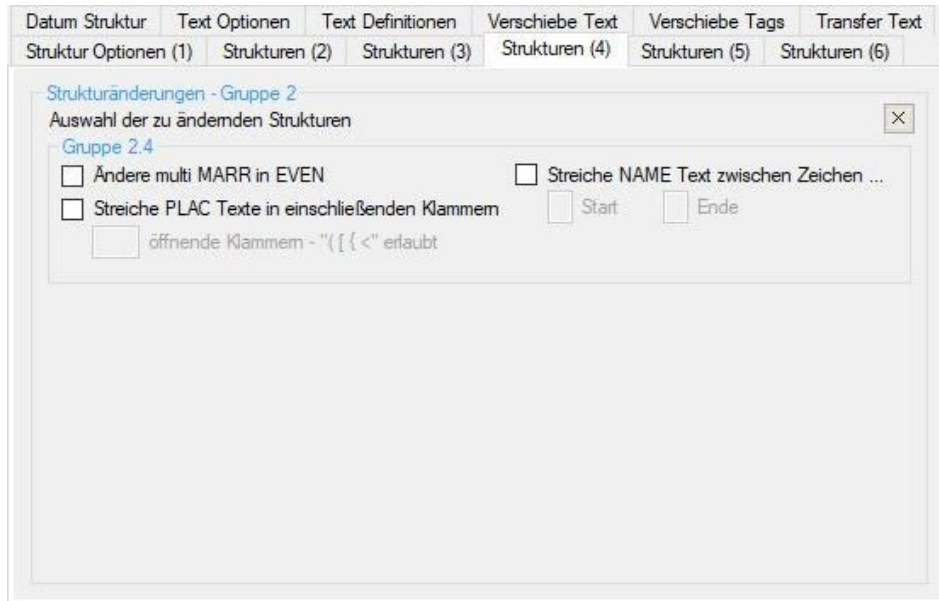 Datum Struktur Text Optionen Text Definitionen Verschiebe Text Verschiebe Tags Transfer Text
Struktur Optionen (1) Strukturen (2) Strukturen (3) Strukturen (4) Strukturen (5) Strukturen (6)
Strukturänderungen - Gruppe 2
Auswahl der zu ändernden Strukturen
Gruppe 2.4
Ändere multi MARR in EVEN Streiche NAME Text zwischen Zeichen ...
Streiche PLAC Texte in einschließenden Klammern Start Ende
öffnende Klammern - "( [ { <" erlaubt